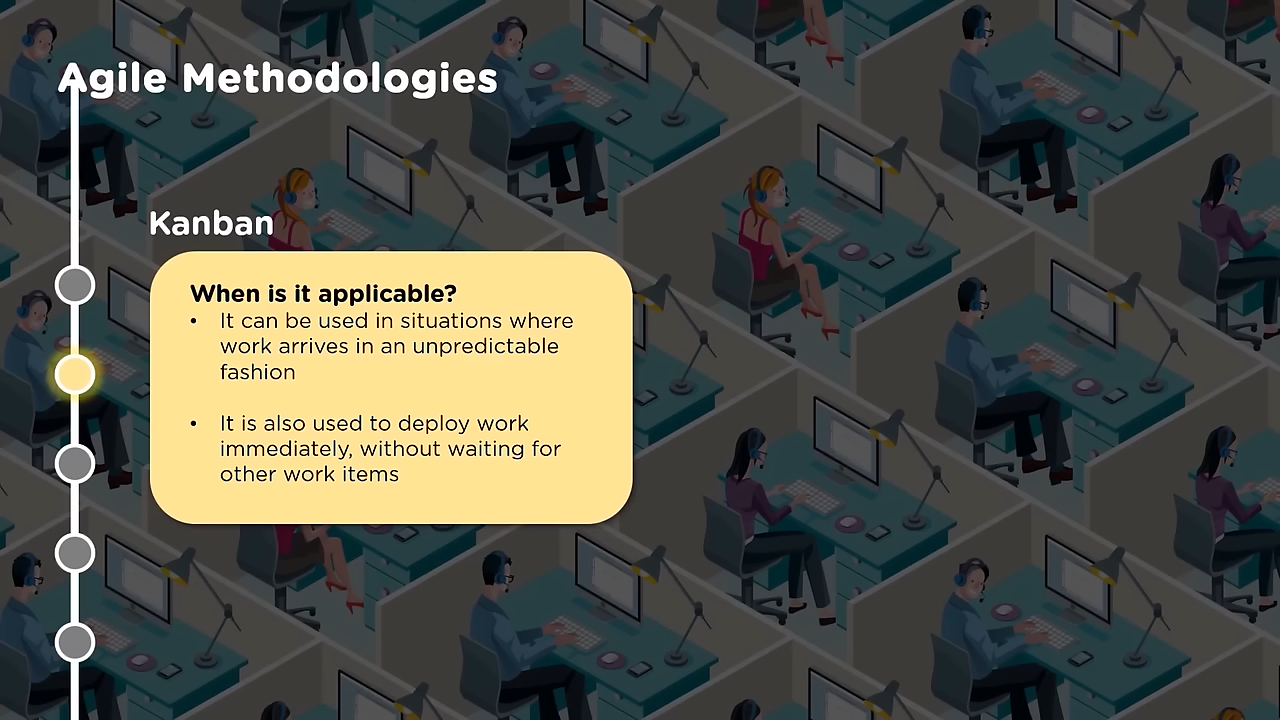 Agile Methodologies
Kanban
When is it applicable?
• It can be used in situations where
work arrives in an unpredictable
fashion
• It is also used to deploy work
immediately, without waiting for
other work items